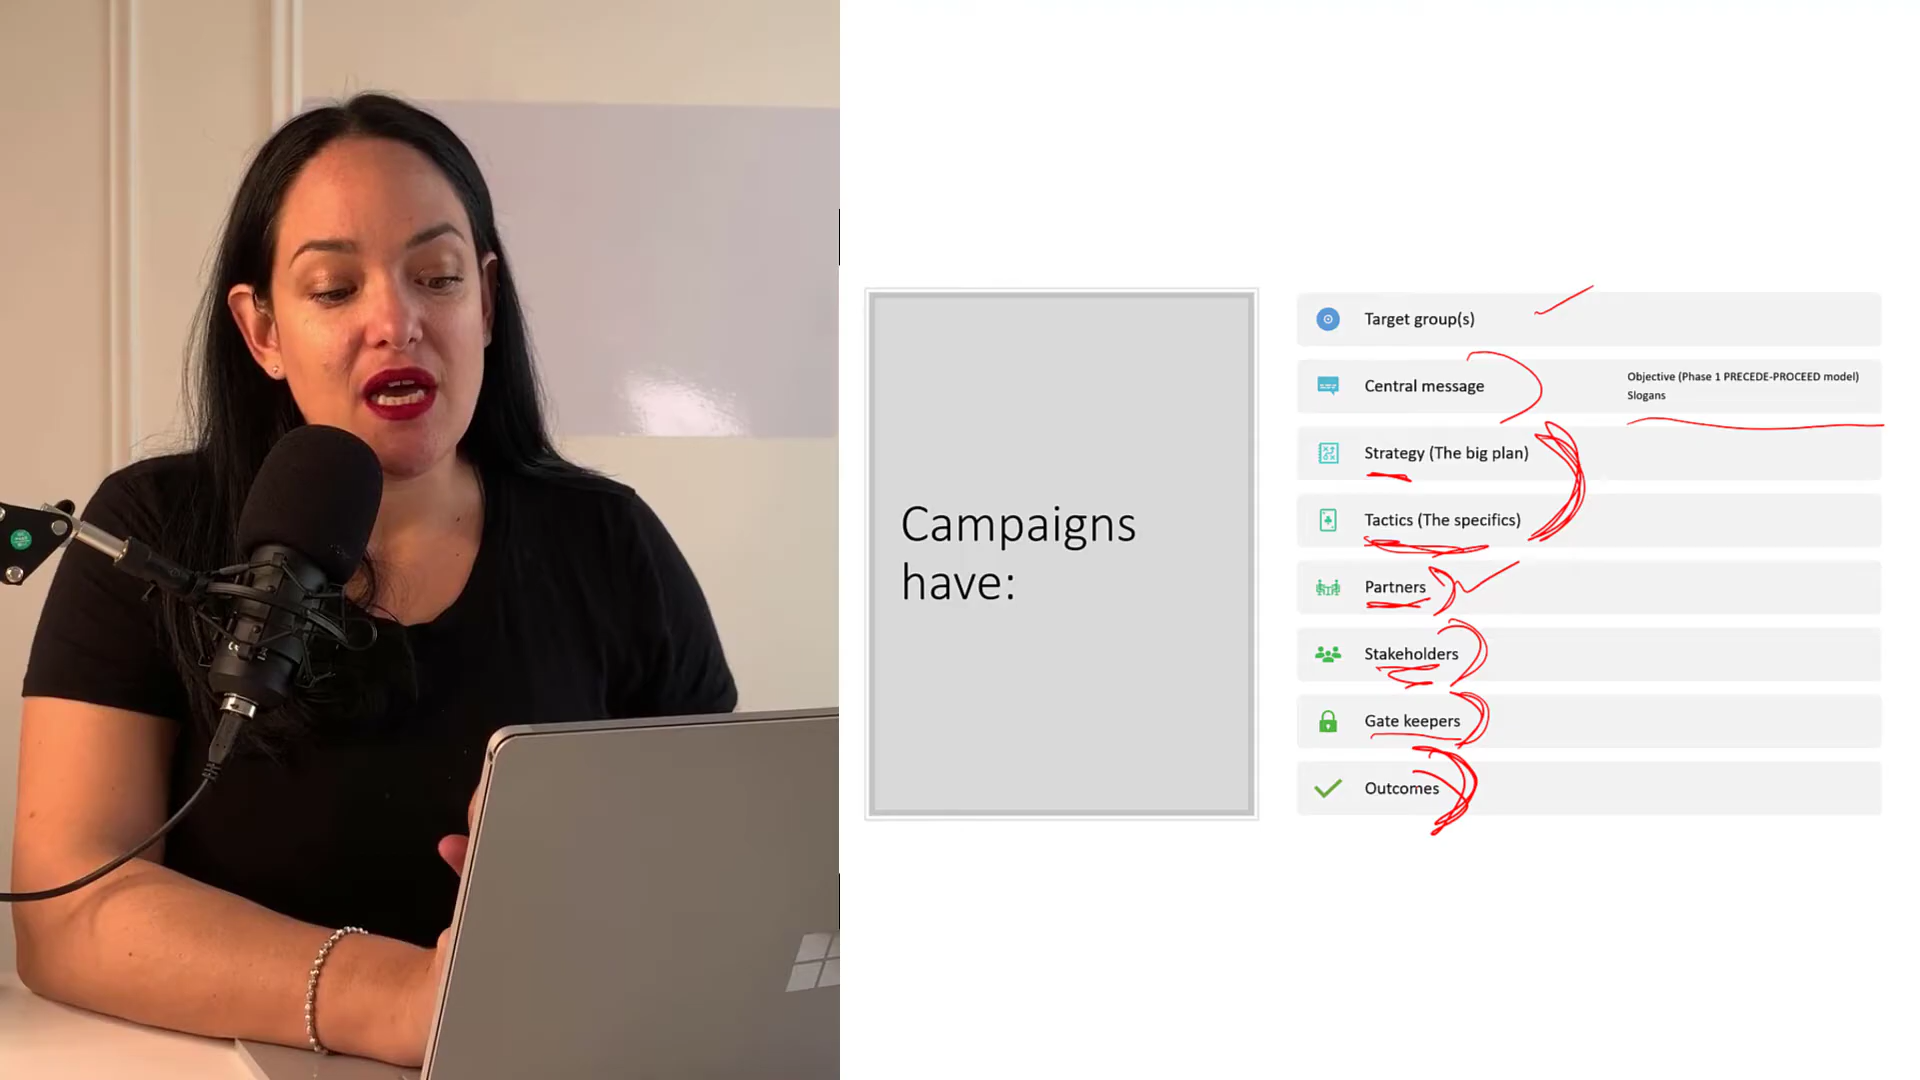 Campaigns
have:
Target group(s)
Central message
Objective (Phase 1 PRECEDE-PROCEED model)
Slogans
Strategy (The big plan)
Tactics (The specifics)
Partners
Stakeholders
Gate keepers
Outcomes